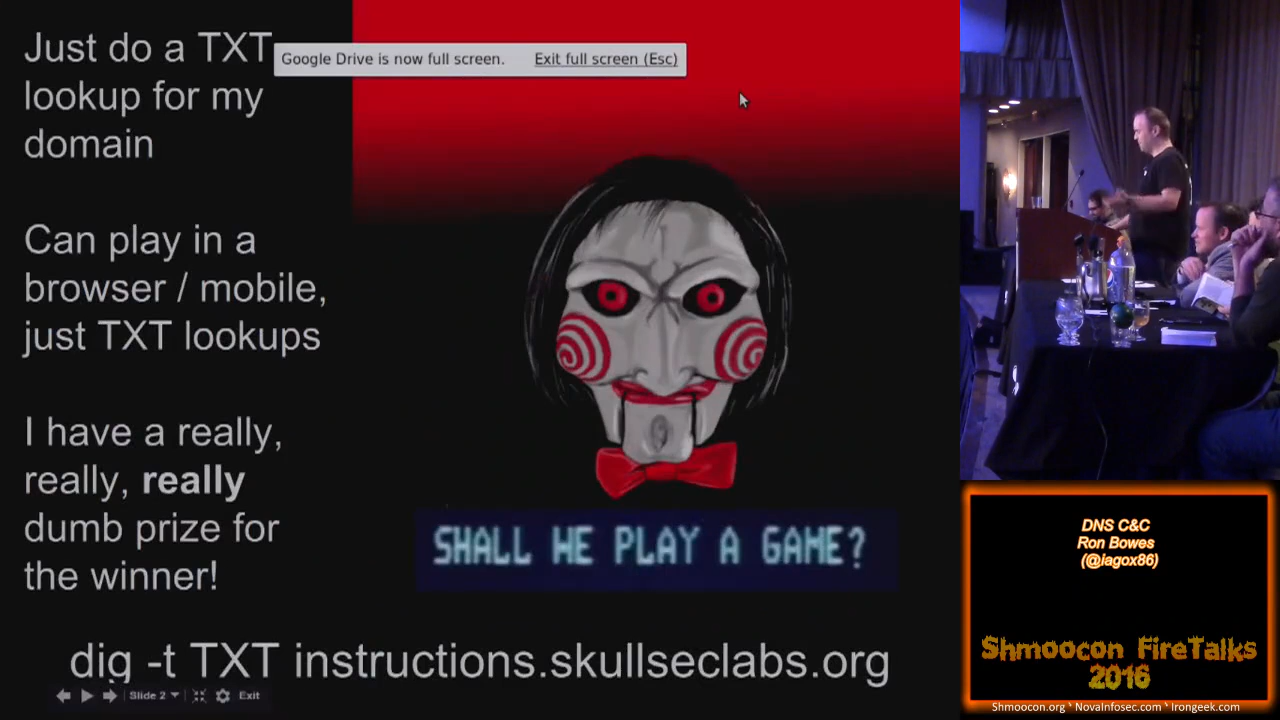 Just do a TXT
lookup for my
domain
Google Drive is now full screen. Exit full screen (Esc)
Can play in a
browser / mobile,
just TXT lookups
I have a really,
really, really
dumb prize for
the winner!
SHALL WE PLAY A GAME?
dig -t TXT instructions.skullseclabs.org
Slide 2 Exit
DNS C&C
Ron Bowes
(@iagox86)
Shmoocon FireTalks
2016
Shmoocon.org ` NovaInfosec.com ` Irongeek.com